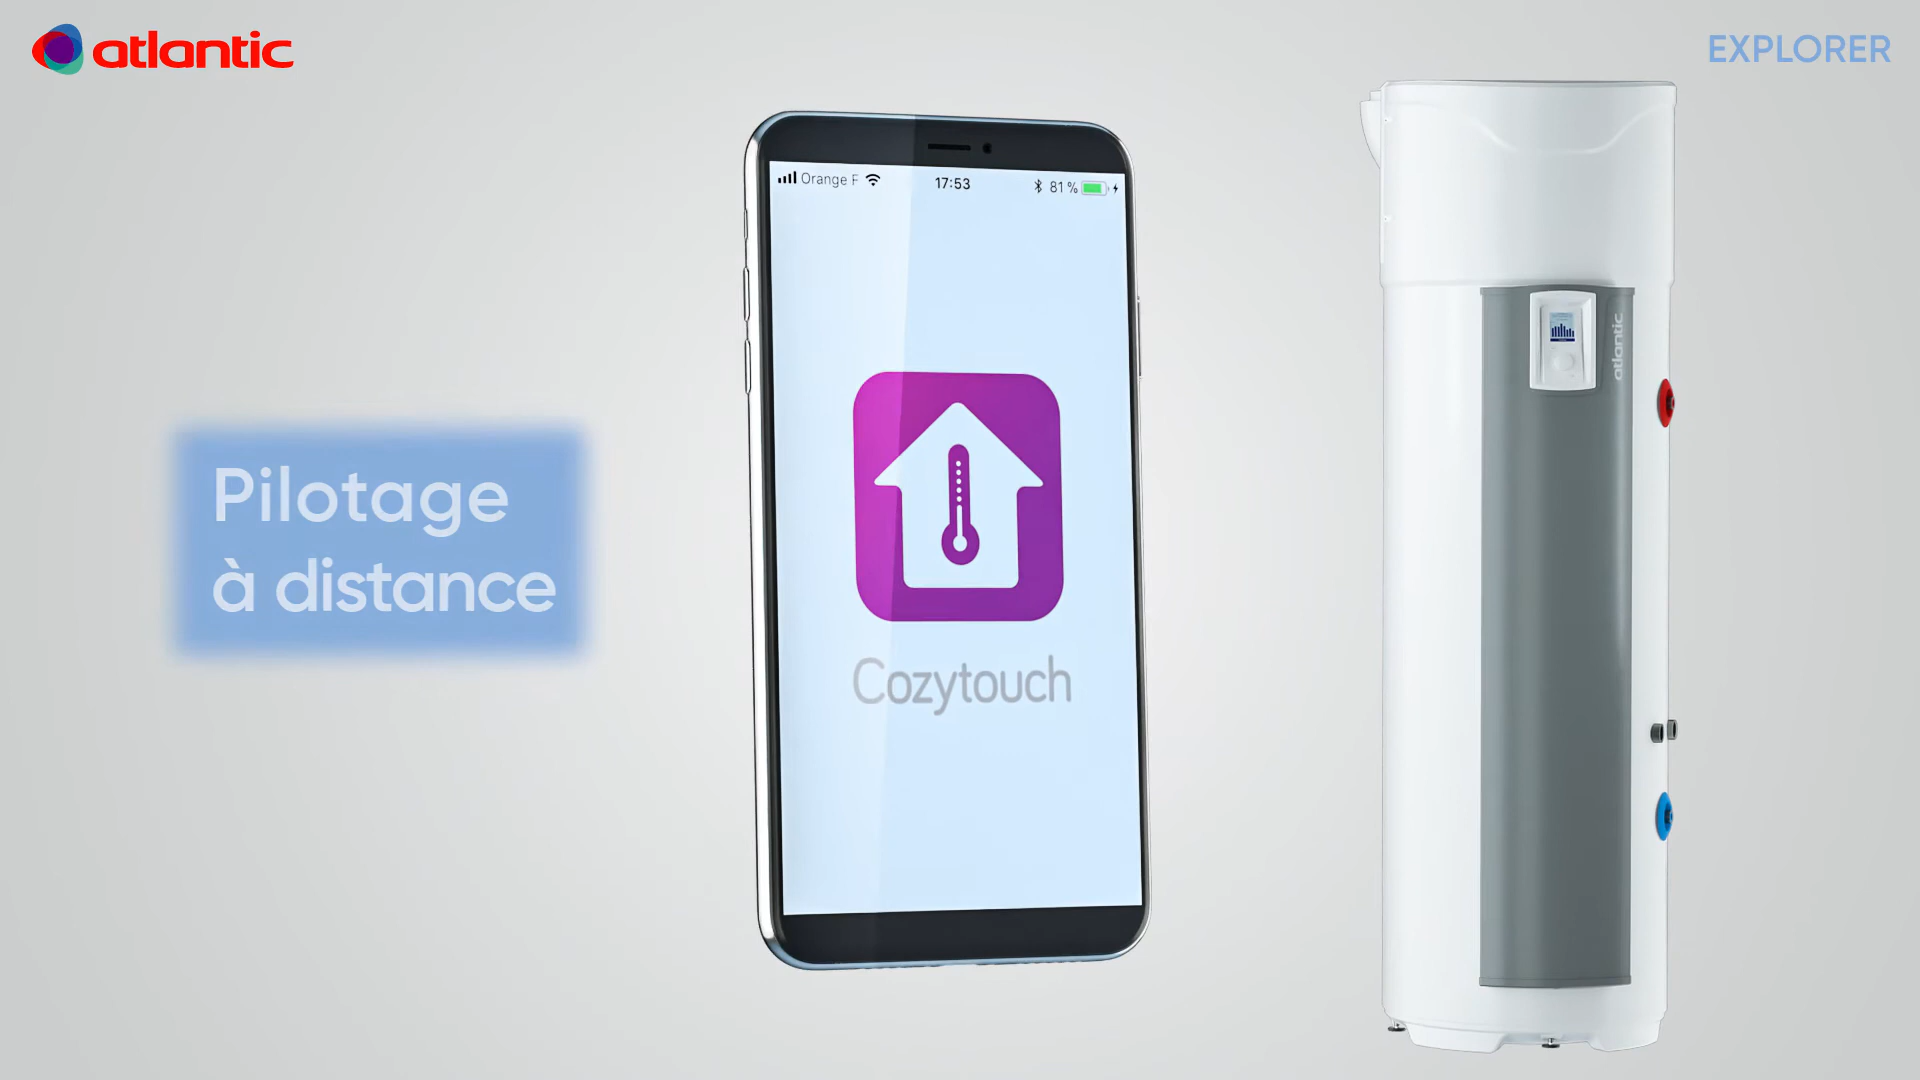 atlantic
EXPLORER
Orange F 17:53 81 %
Pilotage
à distance
Cozytouch
atlantic